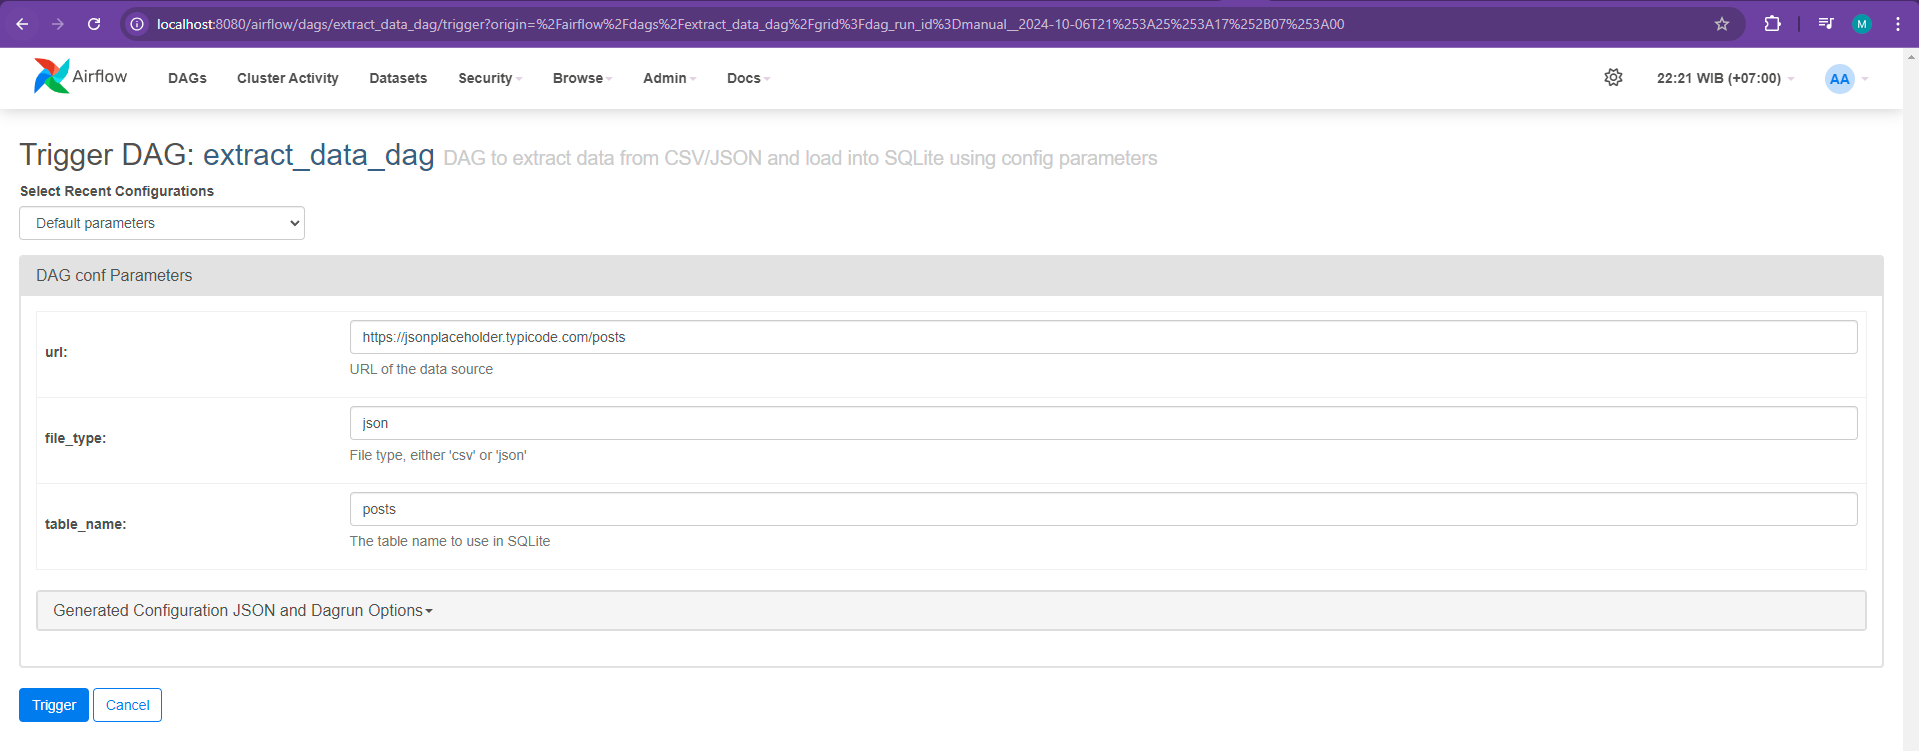 localhost:8080/airflow/dags/extract_data_dag/trigger?origin=%2Fairflow%2Fdags%2Fextract_data_dag%2Fgrid%3Fdag_run_id%3Dmanual__2024-10-06T21%253A25%253A17%252B07%253A00
M
Airflow DAGs Cluster Activity Datasets Security Browse Admin Docs 22:21 WIB (+07:00) AA
Trigger DAG: extract_data_dag DAG to extract data from CSV/JSON and load into SQLite using config parameters
Select Recent Configurations
Default parameters
DAG conf Parameters
url:
https://jsonplaceholder.typicode.com/posts
URL of the data source
file_type:
json
File type, either 'csv' or 'json'
table_name:
posts
The table name to use in SQLite
Generated Configuration JSON and Dagrun Options
Trigger Cancel